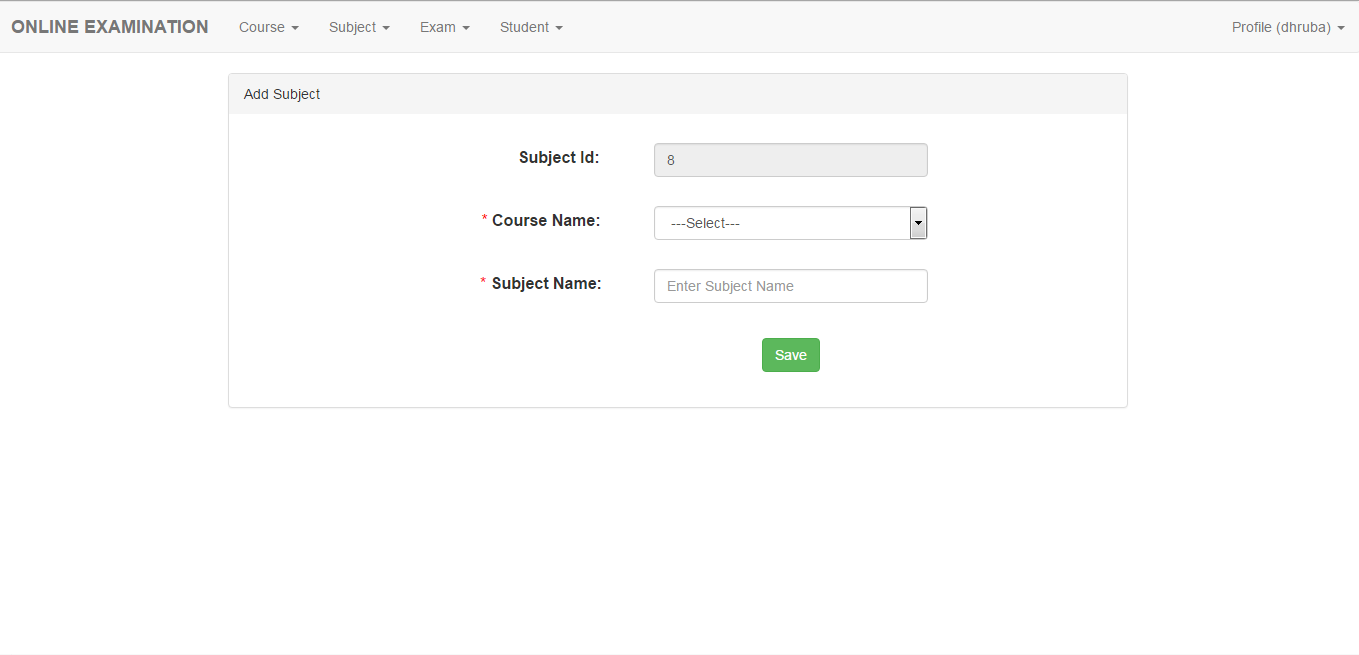 ONLINE EXAMINATION Course Subject Exam Student Profile (dhruba)
Add Subject
Subject Id: 8
* Course Name: ---Select---
* Subject Name: Enter Subject Name
Save